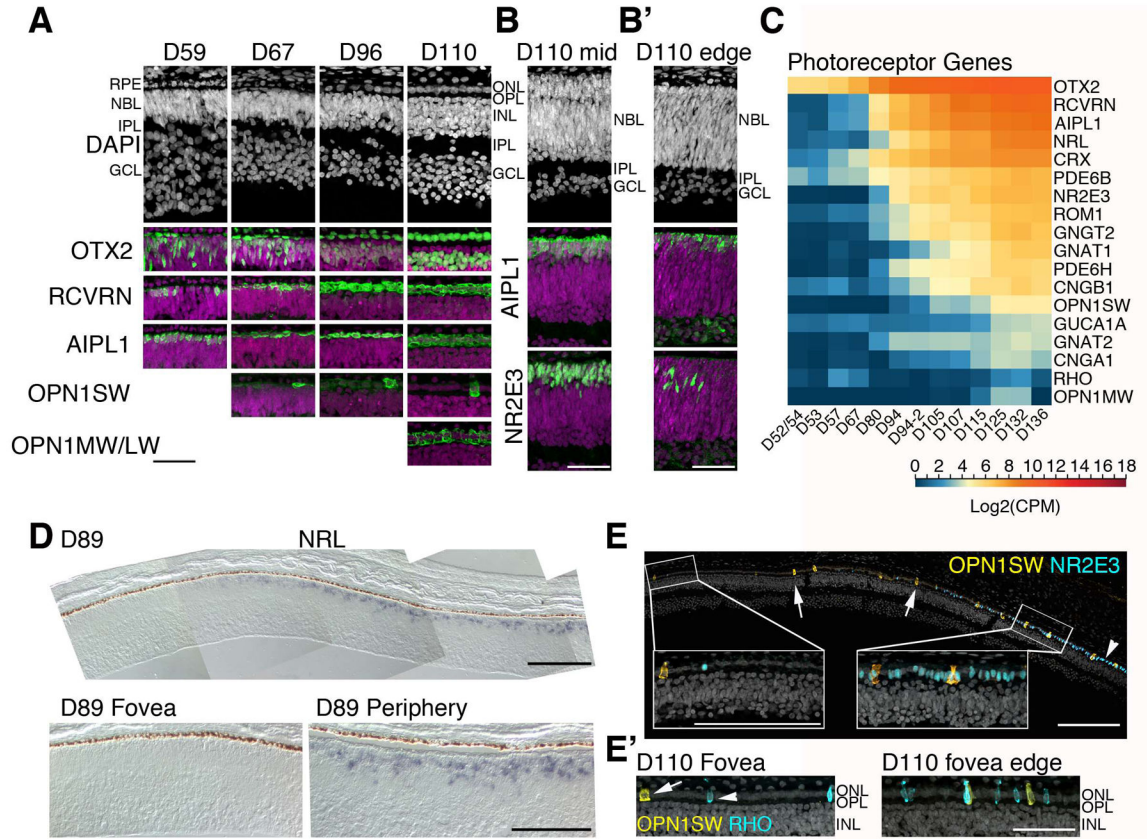 A
D59
D67
D96
D110
RPE
NBL
IPL
DAPI
GCL
ONL
OPL
INL
IPL
GCL
OTX2
RCVRN
AIPL1
OPN1SW
OPN1MW/LW
B
D110 mid
NBL
IPL
GCL
AIPL1
NR2E3
B’
D110 edge
NBL
IPL
GCL
C
Photoreceptor Genes
OTX2
RCVRN
AIPL1
NRL
CRX
PDE6B
NR2E3
ROM1
GNGT2
GNAT1
PDE6H
CNGB1
OPN1SW
GUCA1A
GNAT2
CNGA1
RHO
OPN1MW
D52/54
D53
D57
D67
D80
D94
D94-2
D105
D107
D115
D125
D132
D136
0 2 4 6 8 10 12 14 16 18
Log2(CPM)
D
D89
NRL
D89 Fovea
D89 Periphery
E
OPN1SW NR2E3
E’
D110 Fovea
ONL
OPL
INL
OPN1SW RHO
D110 fovea edge
ONL
OPL
INL